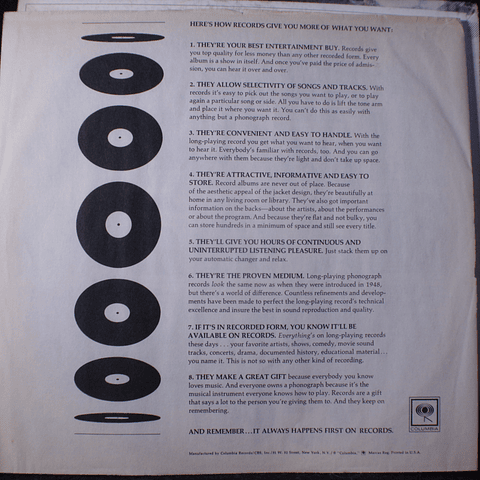 HERE'S HOW RECORDS GIVE YOU MORE OF WHAT YOU WANT:
1. THEY'RE YOUR BEST ENTERTAINMENT BUY. Records give
you top quality for less money than any other recorded form. Every
album is a show in itself. And once you've paid the price of admis-
sion, you can hear it over and over.
2. THEY ALLOW SELECTIVITY OF SONGS AND TRACKS. With
records it's easy to pick out the songs you want to play, or to play
again a particular song or side. All you have to do is lift the tone arm
and place it where you want it. You can't do this as easily with
anything but a phonograph record.
3. THEY'RE CONVENIENT AND EASY TO HANDLE. With the
long-playing record you get what you want to hear, when you want
to hear it. Everybody's familiar with records, too. And you can go
anywhere with them because they're light and don't take up space.
4. THEY'RE ATTRACTIVE, INFORMATIVE AND EASY TO
STORE. Record albums are never out of place. Because
of the aesthetic appeal of the jacket design, they're beautifully at
home in any living room or library. They've also got important
information on the backs—about the artists, about the performances
or about the program. And because they're flat and not bulky, you
can store hundreds in a minimum of space and still see every title.
5. THEY'LL GIVE YOU HOURS OF CONTINUOUS AND
UNINTERRUPTED LISTENING PLEASURE. Just stack them up on
your automatic changer and relax.
6. THEY'RE THE PROVEN MEDIUM. Long-playing phonograph
records look the same now as when they were introduced in 1948,
but there's a world of difference. Countless refinements and develop-
ments have been made to perfect the long-playing record's technical
excellence and insure the best in sound reproduction and quality.
7. IF IT'S IN RECORDED FORM, YOU KNOW IT'LL BE
AVAILABLE ON RECORDS. Everything's on long-playing records
these days . . . your favorite artists, shows, comedy, movie sound
tracks, concerts, drama, documented history, educational material . . .
you name it. This is not so with any other kind of recording.
8. THEY MAKE A GREAT GIFT because everybody you know
loves music. And everyone owns a phonograph because it's the
musical instrument everyone knows how to play. Records are a gift
that says a lot to the person you're giving them to. And they keep on
remembering.
AND REMEMBER...IT ALWAYS HAPPENS FIRST ON RECORDS.
COLUMBIA
Manufactured by Columbia Records/CBS, Inc./51 W. 52 Street, New York, N.Y./® "Columbia," Marcas Reg. Printed in U.S.A.